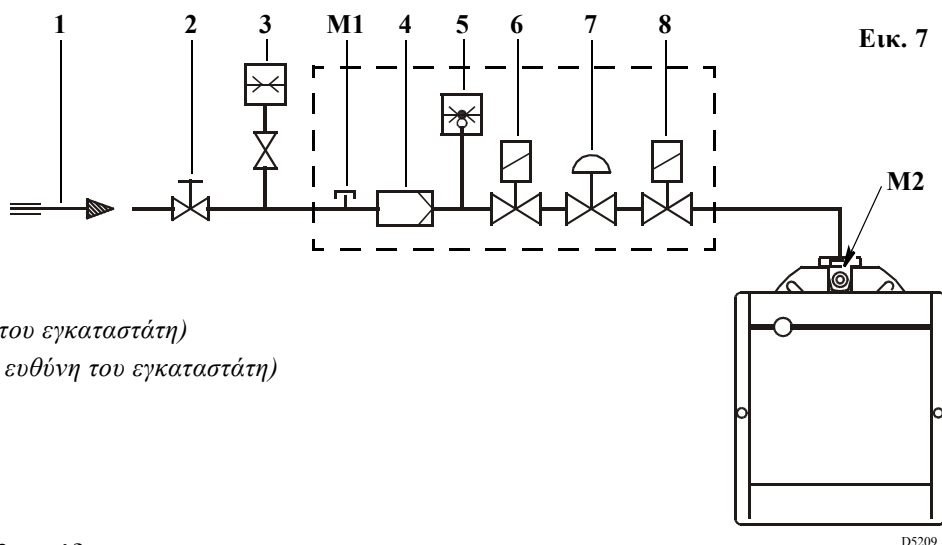 1 2 3 M1 4 5 6 7 8 Εικ. 7
M2
του εγκαταστάτη)
ευθύνη του εγκαταστάτη)
D5209